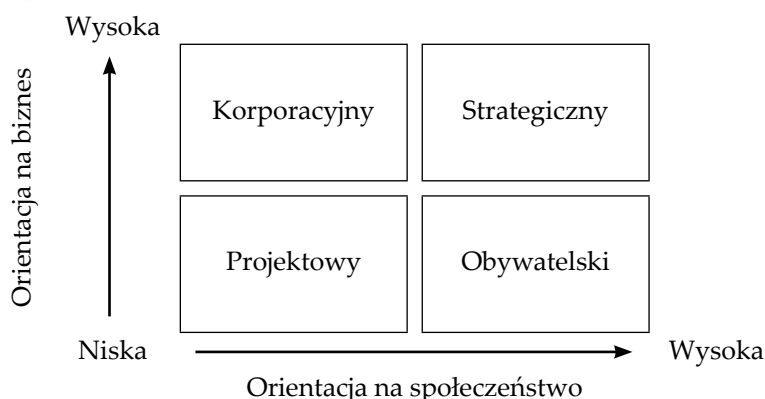 Wysoka
Orientacja na biznes
Korporacyjny
Strategiczny
Projektowy
Obywatelski
Niska
Wysoka
Orientacja na społeczeństwo